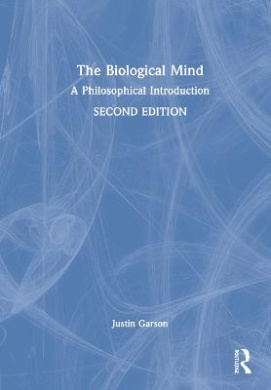 The Biological Mind
A Philosophical Introduction
SECOND EDITION
Justin Garson
Routledge